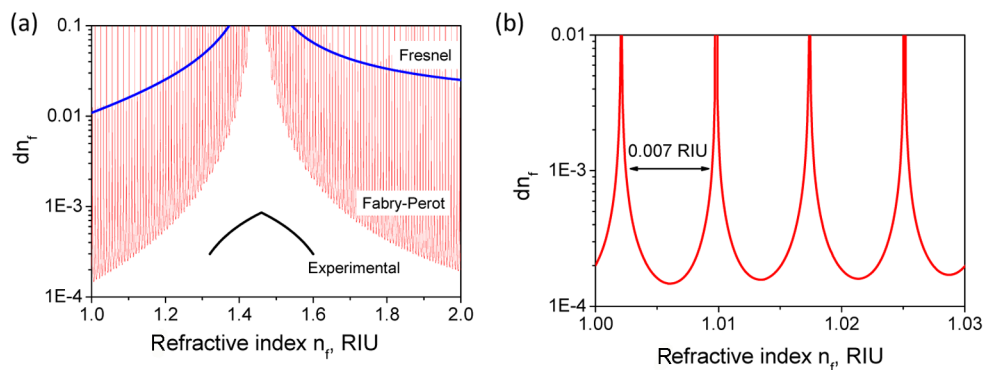 (a)
0.1
0.01
1E-3
1E-4
dn_f
Fresnel
Fabry-Perot
Experimental
1.0 1.2 1.4 1.6 1.8 2.0
Refractive index n_f, RIU
(b)
0.01
1E-3
1E-4
dn_f
0.007 RIU
1.00 1.01 1.02 1.03
Refractive index n_f, RIU